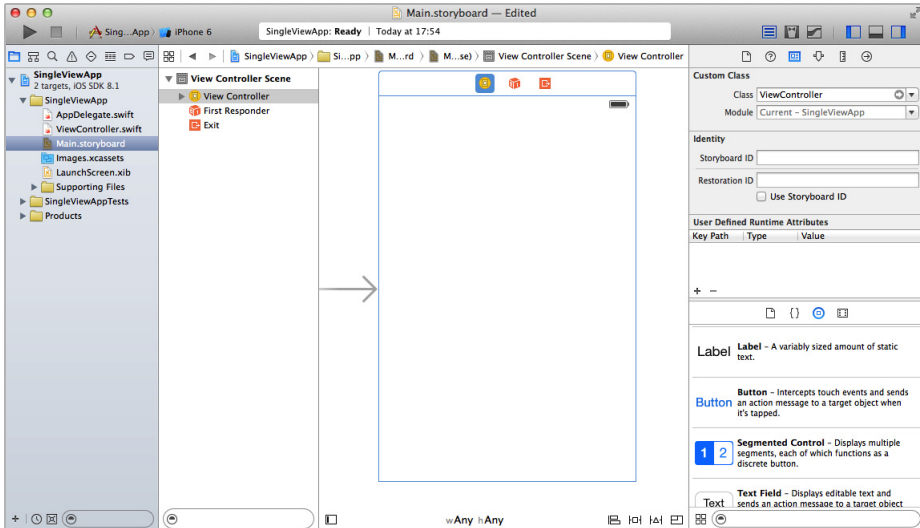 Main.storyboard — Edited
Sing...App iPhone 6
SingleViewApp: Ready | Today at 17:54
SingleViewApp Si...pp M...rd M...se) View Controller Scene View Controller
SingleViewApp
2 targets, iOS SDK 8.1
SingleViewApp
AppDelegate.swift
ViewController.swift
Main.storyboard
Images.xcassets
LaunchScreen.xib
Supporting Files
SingleViewAppTests
Products
View Controller Scene
View Controller
First Responder
Exit
wAny hAny
Custom Class
Class ViewController
Module Current - SingleViewApp
Identity
Storyboard ID
Restoration ID
Use Storyboard ID
User Defined Runtime Attributes
Key Path Type Value
+ −
{}
Label Label - A variably sized amount of static
text.
Button Button - Intercepts touch events and sends
an action message to a target object when
it's tapped.
1 2 Segmented Control - Displays multiple
segments, each of which functions as a
discrete button.
Text Text Field - Displays editable text and
sends an action message to a target object